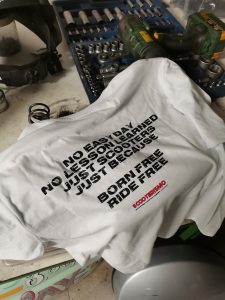 NO EASY DAY
NO LESSON LEARNED
JUST SCOOTERS
JUST BECAUSE
BORN FREE
RIDE FREE
SCOOTERISMO